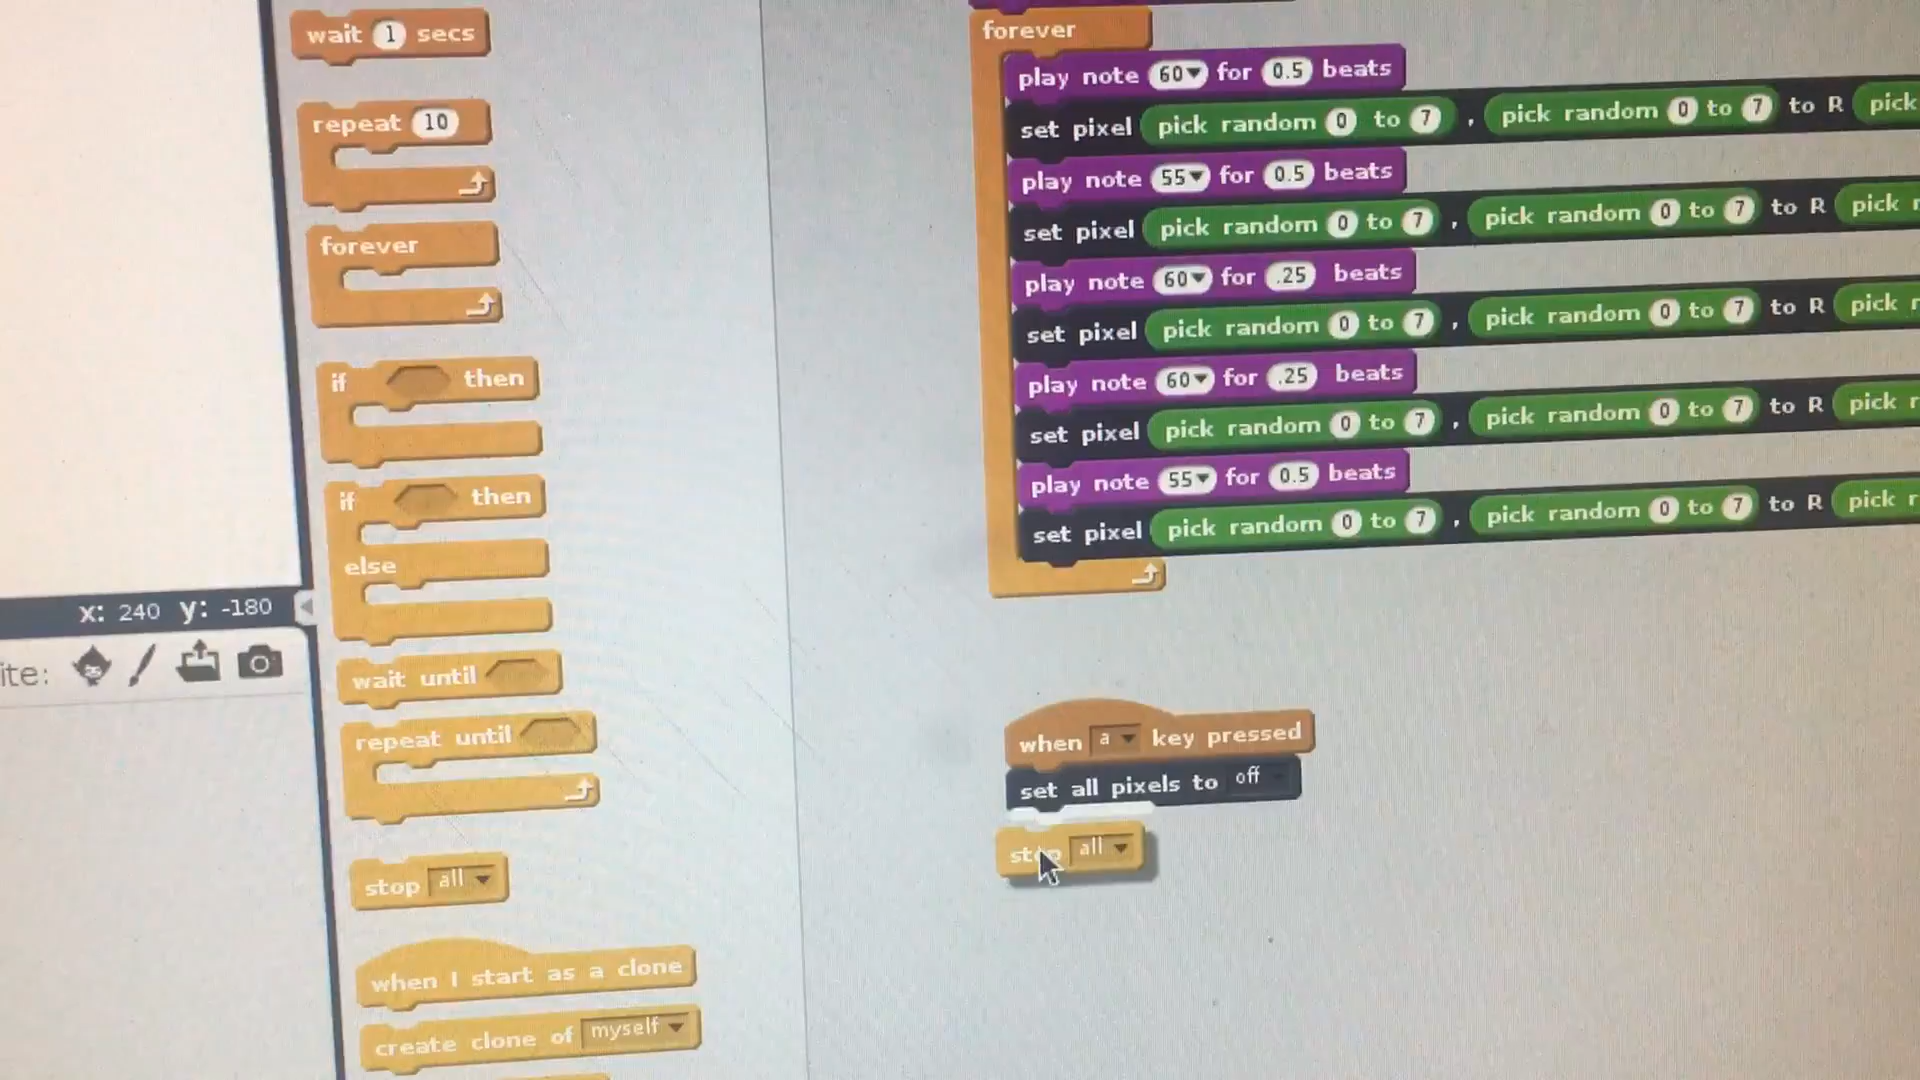 wait 1 secs
repeat 10
forever
if then
if then
else
wait until
repeat until
stop all
when I start as a clone
create clone of myself
x: 240 y: -180
ite:
forever
play note 60 for 0.5 beats
set pixel pick random 0 to 7 , pick random 0 to 7 to R pick
play note 55 for 0.5 beats
set pixel pick random 0 to 7 , pick random 0 to 7 to R pick r
play note 60 for .25 beats
set pixel pick random 0 to 7 , pick random 0 to 7 to R pick r
play note 60 for .25 beats
set pixel pick random 0 to 7 , pick random 0 to 7 to R pick r
play note 55 for 0.5 beats
set pixel pick random 0 to 7 , pick random 0 to 7 to R pick r
when a key pressed
set all pixels to off
stop all